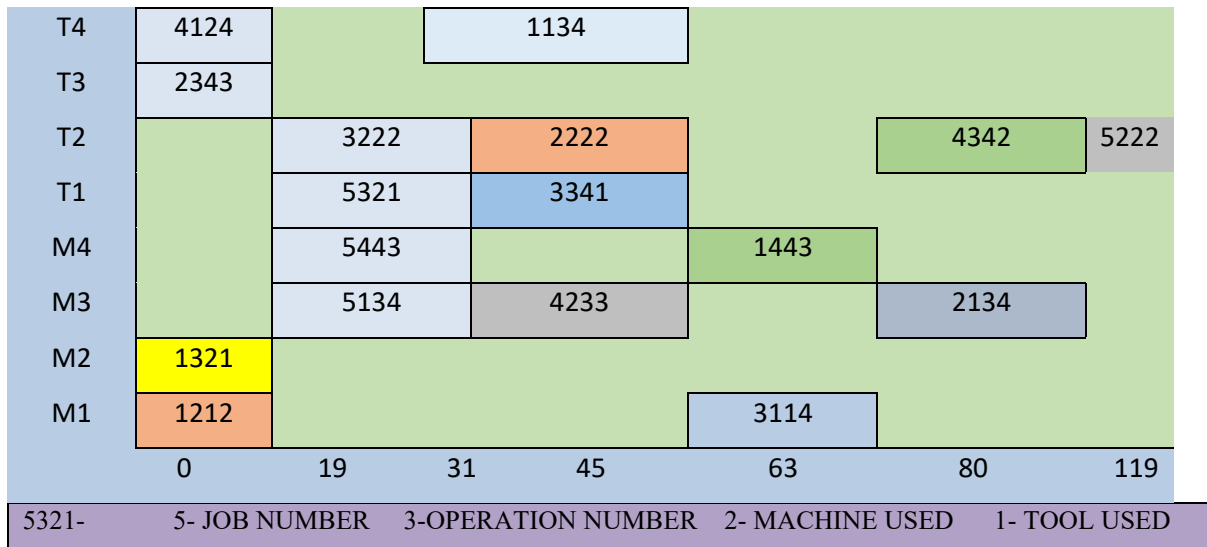 T4 4124 1134
T3 2343
T2 3222 2222 4342 5222
T1 5321 3341
M4 5443 1443
M3 5134 4233 2134
M2 1321
M1 1212 3114
0 19 31 45 63 80 119
5321- 5- JOB NUMBER 3-OPERATION NUMBER 2- MACHINE USED 1- TOOL USED